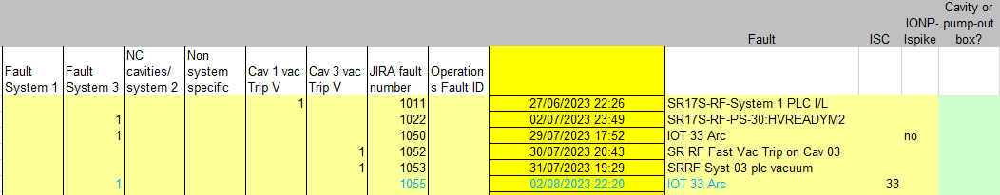 Cavity or
IONP- pump-out
Fault ISC Ispike box?
NC Non
Fault Fault cavities/ system Cav 1 vac Cav 3 vac JIRA fault Operation
System 1 System 3 system 2 specific Trip V Trip V number s Fault ID
1 1011 27/06/2023 22:26 SR17S-RF-System 1 PLC I/L
1 1022 02/07/2023 23:49 SR17S-RF-PS-30:HVREADYM2
1 1050 29/07/2023 17:52 IOT 33 Arc no
1 1052 30/07/2023 20:43 SR RF Fast Vac Trip on Cav 03
1 1053 31/07/2023 19:29 SRRF Syst 03 plc vacuum
1 1055 02/08/2023 22:20 IOT 33 Arc 33